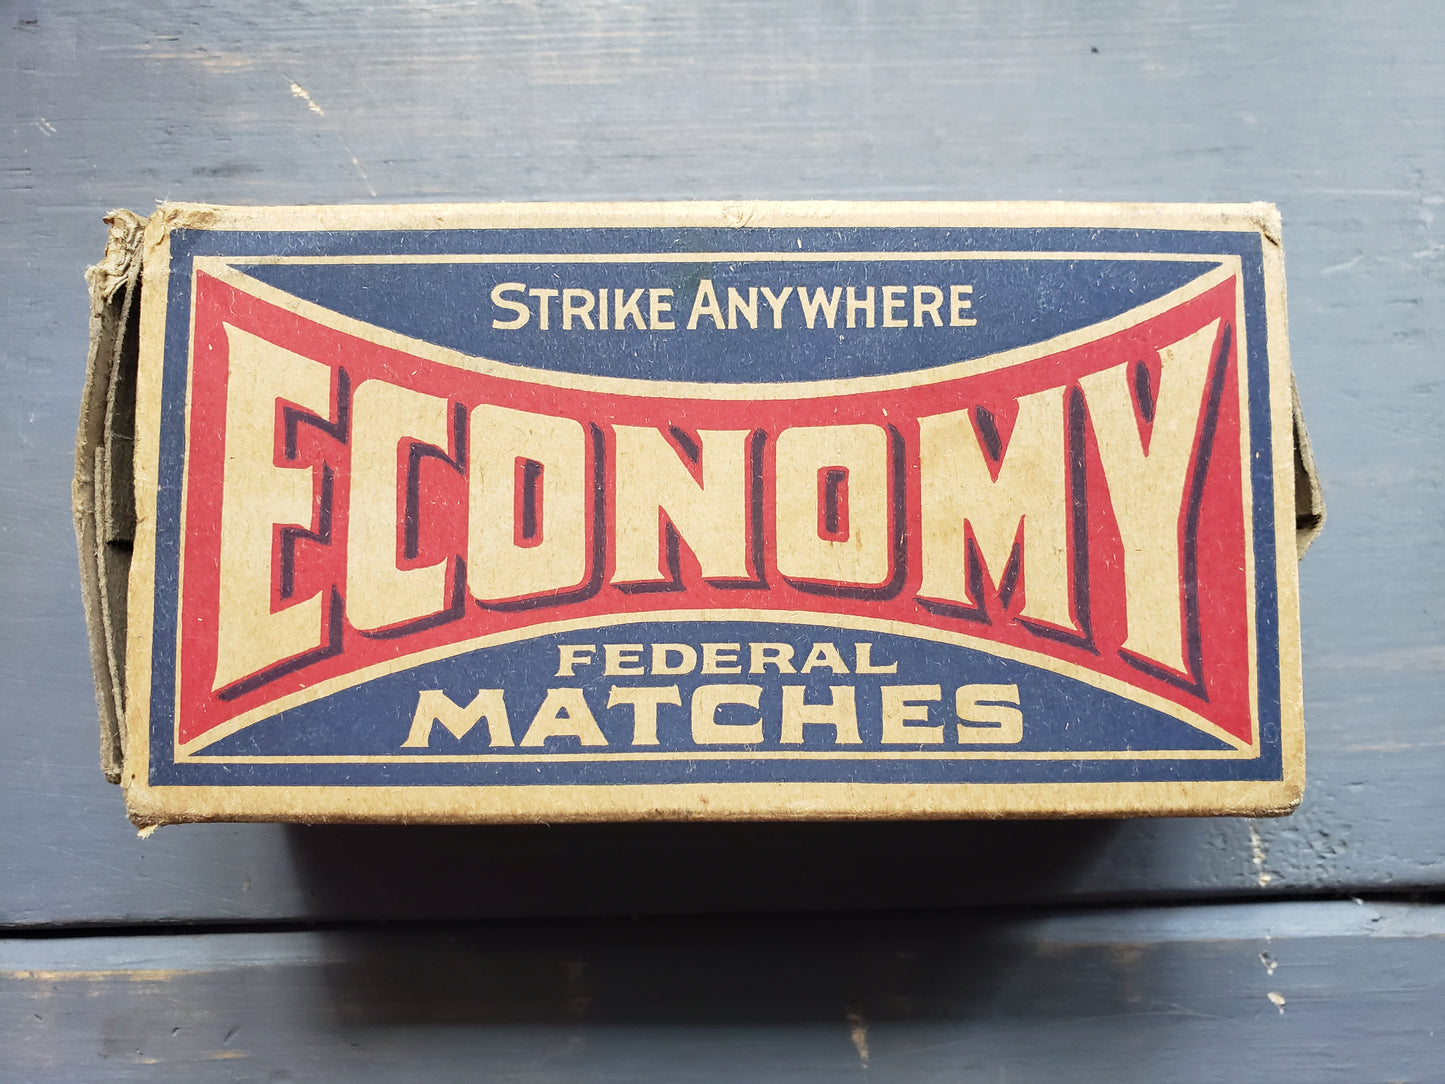 STRIKE ANYWHERE
ECONOMY
FEDERAL
MATCHES